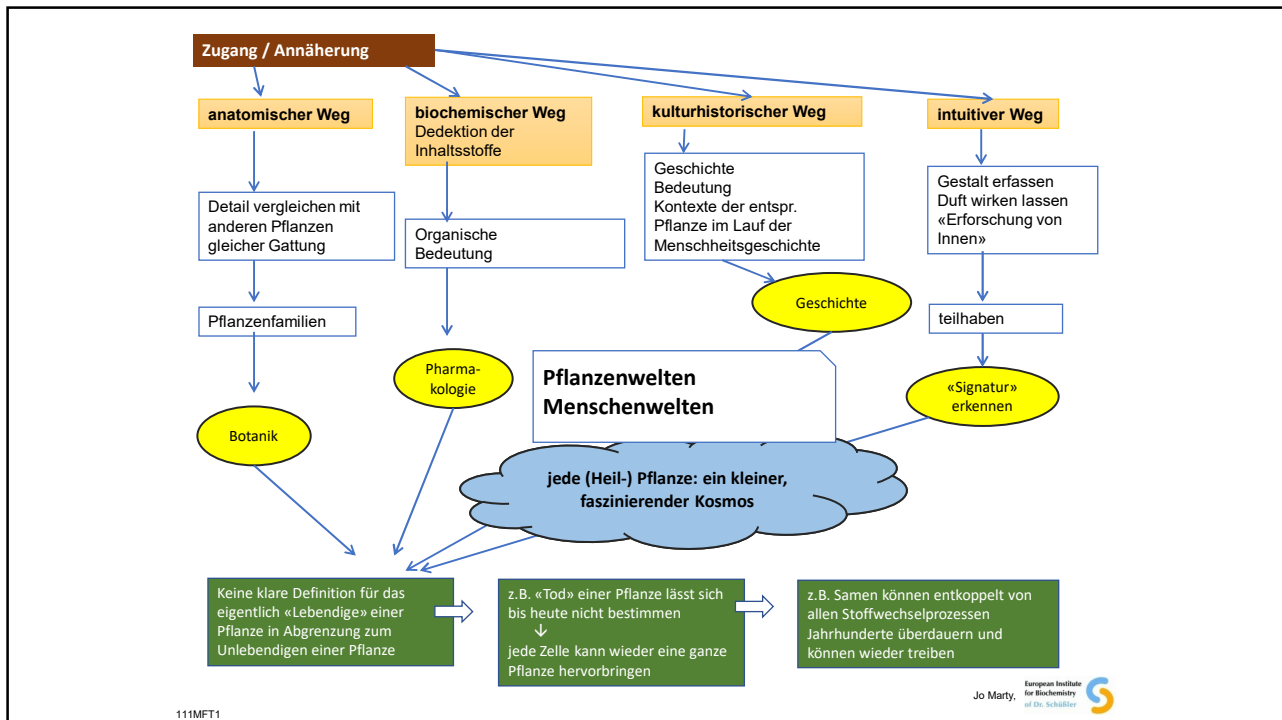 Zugang / Annäherung
anatomischer Weg
biochemischer Weg
Dedektion der
Inhaltsstoffe
kulturhistorischer Weg
intuitiver Weg
Detail vergleichen mit
anderen Pflanzen
gleicher Gattung
Organische
Bedeutung
Geschichte
Bedeutung
Kontexte der entspr.
Pflanze im Lauf der
Menschheitsgeschichte
Gestalt erfassen
Duft wirken lassen
«Erforschung von
Innen»
Pflanzenfamilien
Geschichte
teilhaben
Pharma-
kologie
Pflanzenwelten
Menschenwelten
«Signatur»
erkennen
Botanik
jede (Heil-) Pflanze: ein kleiner,
faszinierender Kosmos
Keine klare Definition für das
eigentlich «Lebendige» einer
Pflanze in Abgrenzung zum
Unlebendigen einer Pflanze
z.B. «Tod» einer Pflanze lässt sich
bis heute nicht bestimmen
↓
jede Zelle kann wieder eine ganze
Pflanze hervorbringen
z.B. Samen können entkoppelt von
allen Stoffwechselprozessen
Jahrhunderte überdauern und
können wieder treiben
Jo Marty,
European Institute
for Biochemistry
of Dr. Schüßler
111MFT1